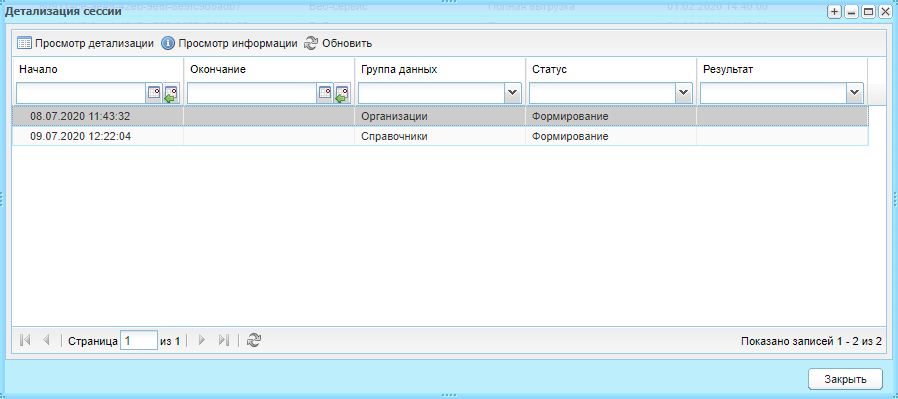 Детализация сессии
Просмотр детализации Просмотр информации Обновить
Начало Окончание Группа данных Статус Результат
08.07.2020 11:43:32 Организации Формирование
09.07.2020 12:22:04 Справочники Формирование
Страница 1 из 1 Показано записей 1 - 2 из 2
Закрыть